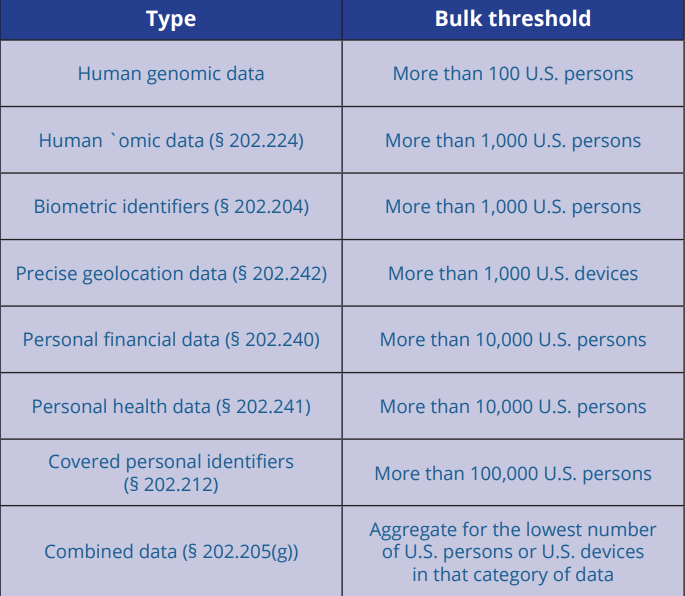 Type
Bulk threshold
Human genomic data
More than 100 U.S. persons
Human `omic data (§ 202.224)
More than 1,000 U.S. persons
Biometric identifiers (§ 202.204)
More than 1,000 U.S. persons
Precise geolocation data (§ 202.242)
More than 1,000 U.S. devices
Personal financial data (§ 202.240)
More than 10,000 U.S. persons
Personal health data (§ 202.241)
More than 10,000 U.S. persons
Covered personal identifiers
(§ 202.212)
More than 100,000 U.S. persons
Combined data (§ 202.205(g))
Aggregate for the lowest number
of U.S. persons or U.S. devices
in that category of data